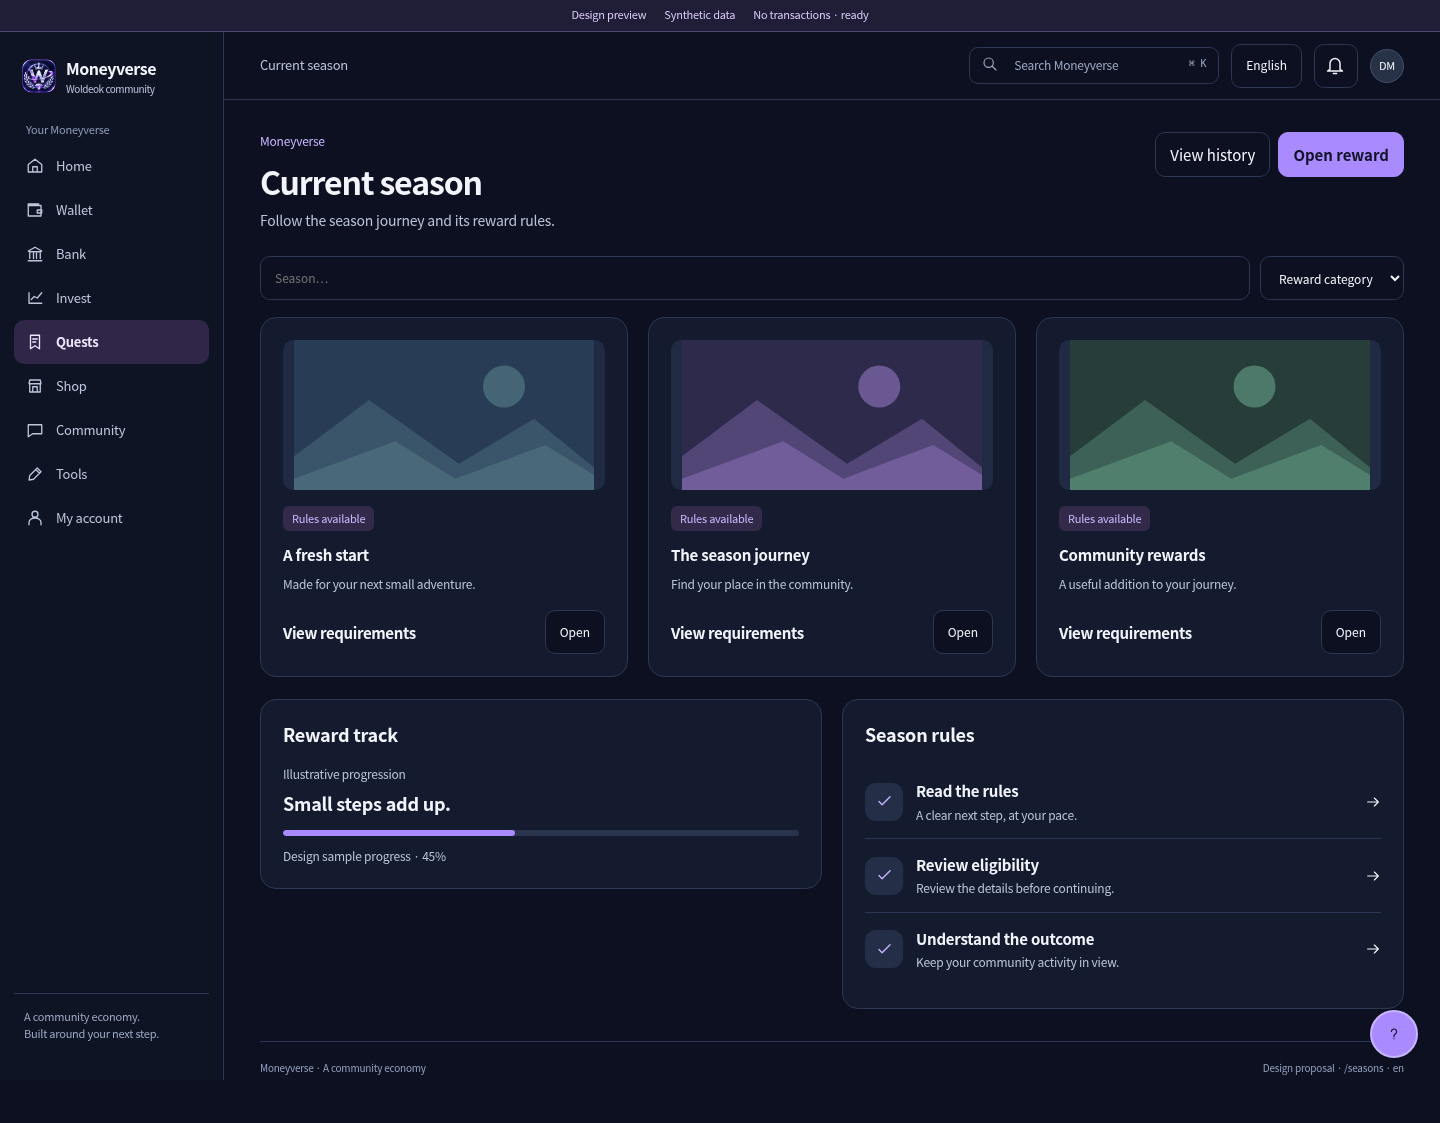 Design preview Synthetic data No transactions · ready
Moneyverse
Woldeok community
Your Moneyverse
Home
Wallet
Bank
Invest
Quests
Shop
Community
Tools
My account
A community economy.
Built around your next step.
Current season
Search Moneyverse ⌘ K
English
DM
Moneyverse
Current season
Follow the season journey and its reward rules.
View history
Open reward
Season…
Reward category
Rules available
A fresh start
Made for your next small adventure.
View requirements
Open
Rules available
The season journey
Find your place in the community.
View requirements
Open
Rules available
Community rewards
A useful addition to your journey.
View requirements
Open
Reward track
Illustrative progression
Small steps add up.
Design sample progress · 45%
Season rules
Read the rules
A clear next step, at your pace.
Review eligibility
Review the details before continuing.
Understand the outcome
Keep your community activity in view.
?
Moneyverse · A community economy
Design proposal · /seasons · en